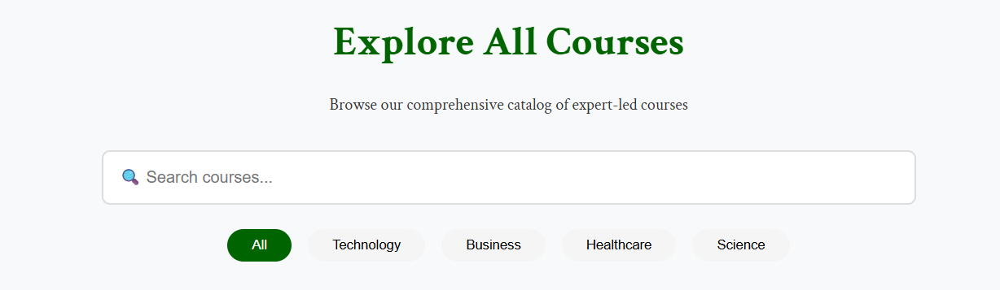 Explore All Courses
Browse our comprehensive catalog of expert-led courses
Search courses...
All Technology Business Healthcare Science